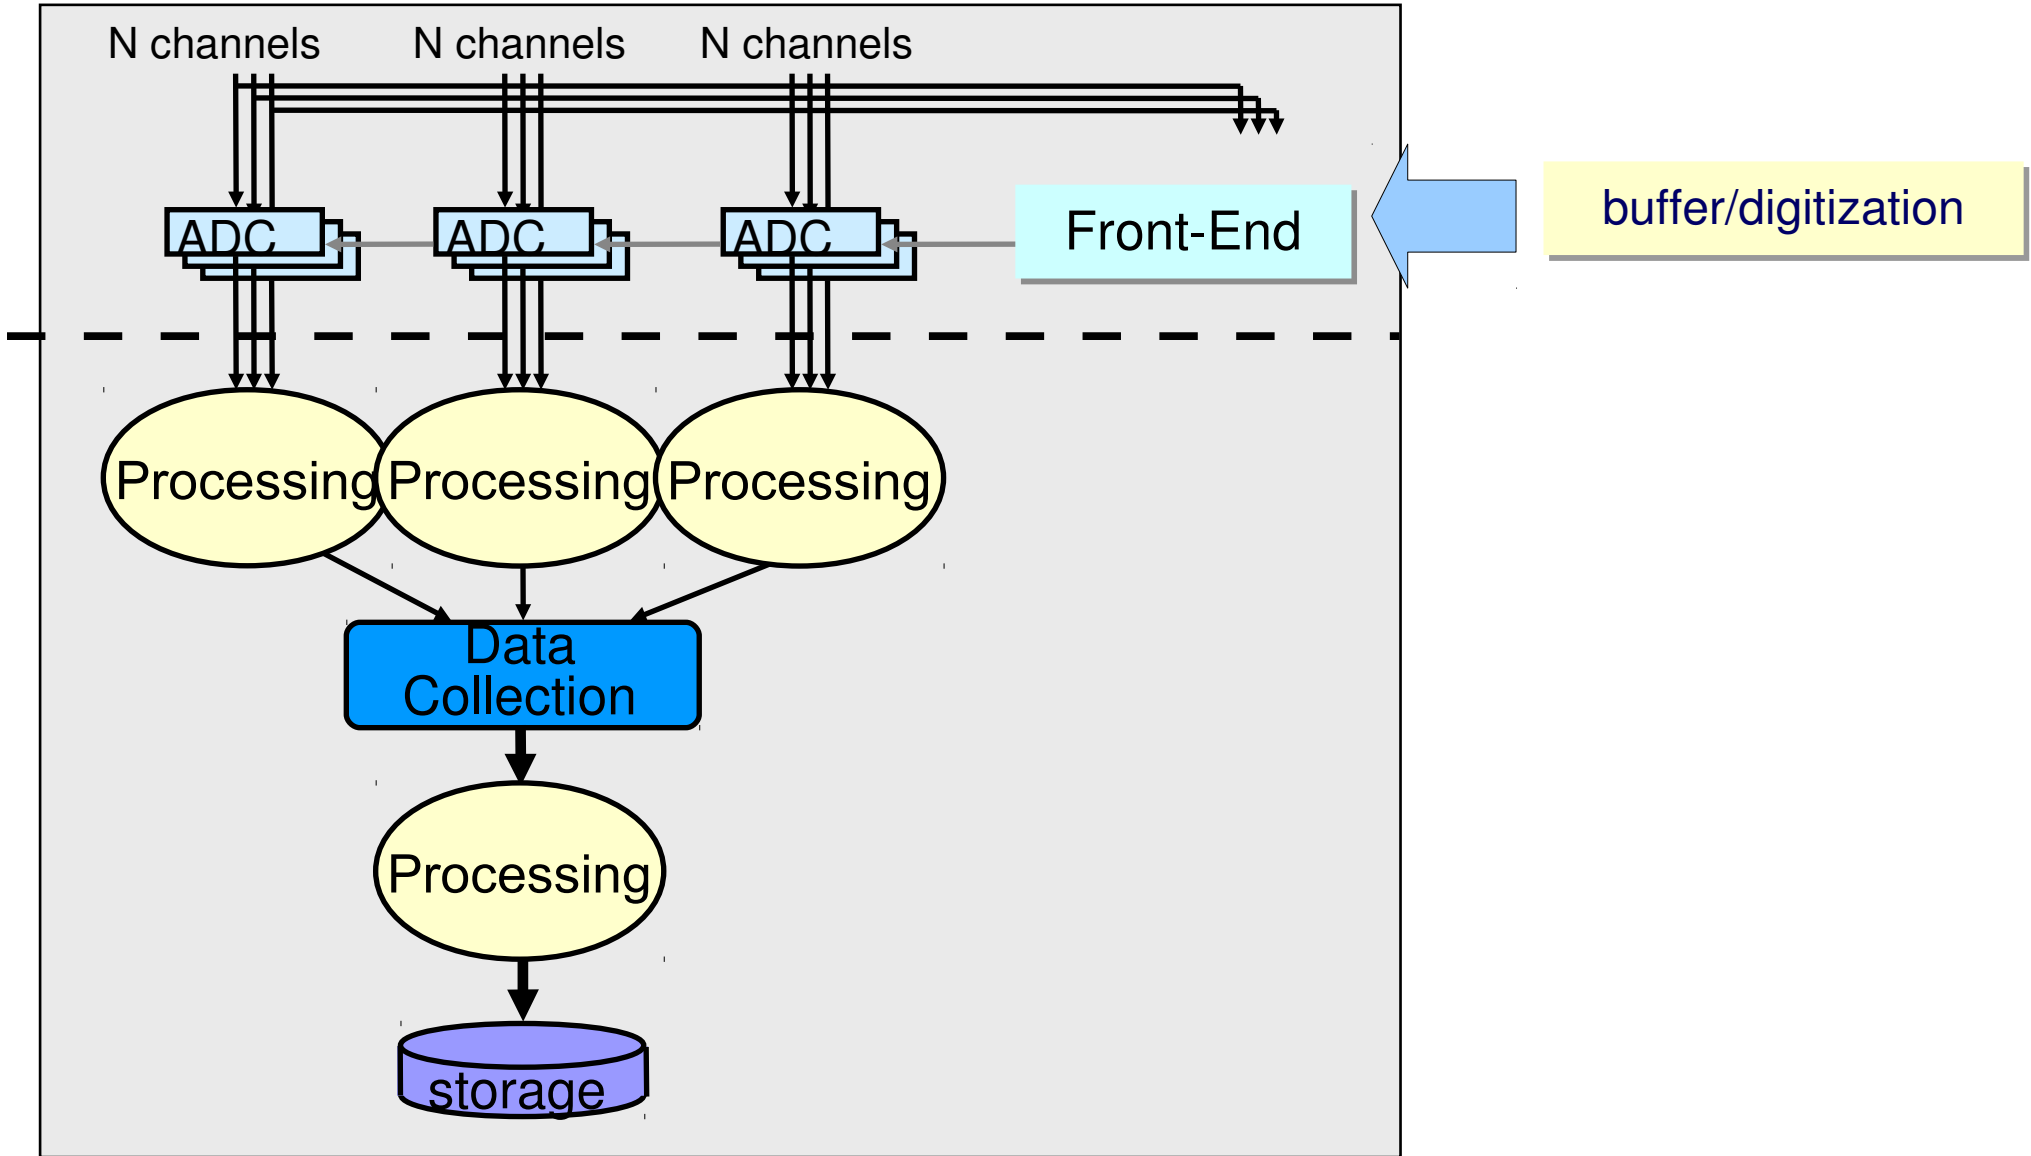 N channels
N channels
N channels
ADC
ADC
ADC
Front-End
buffer/digitization
Processing
Processing
Processing
Data
Collection
Processing
storage